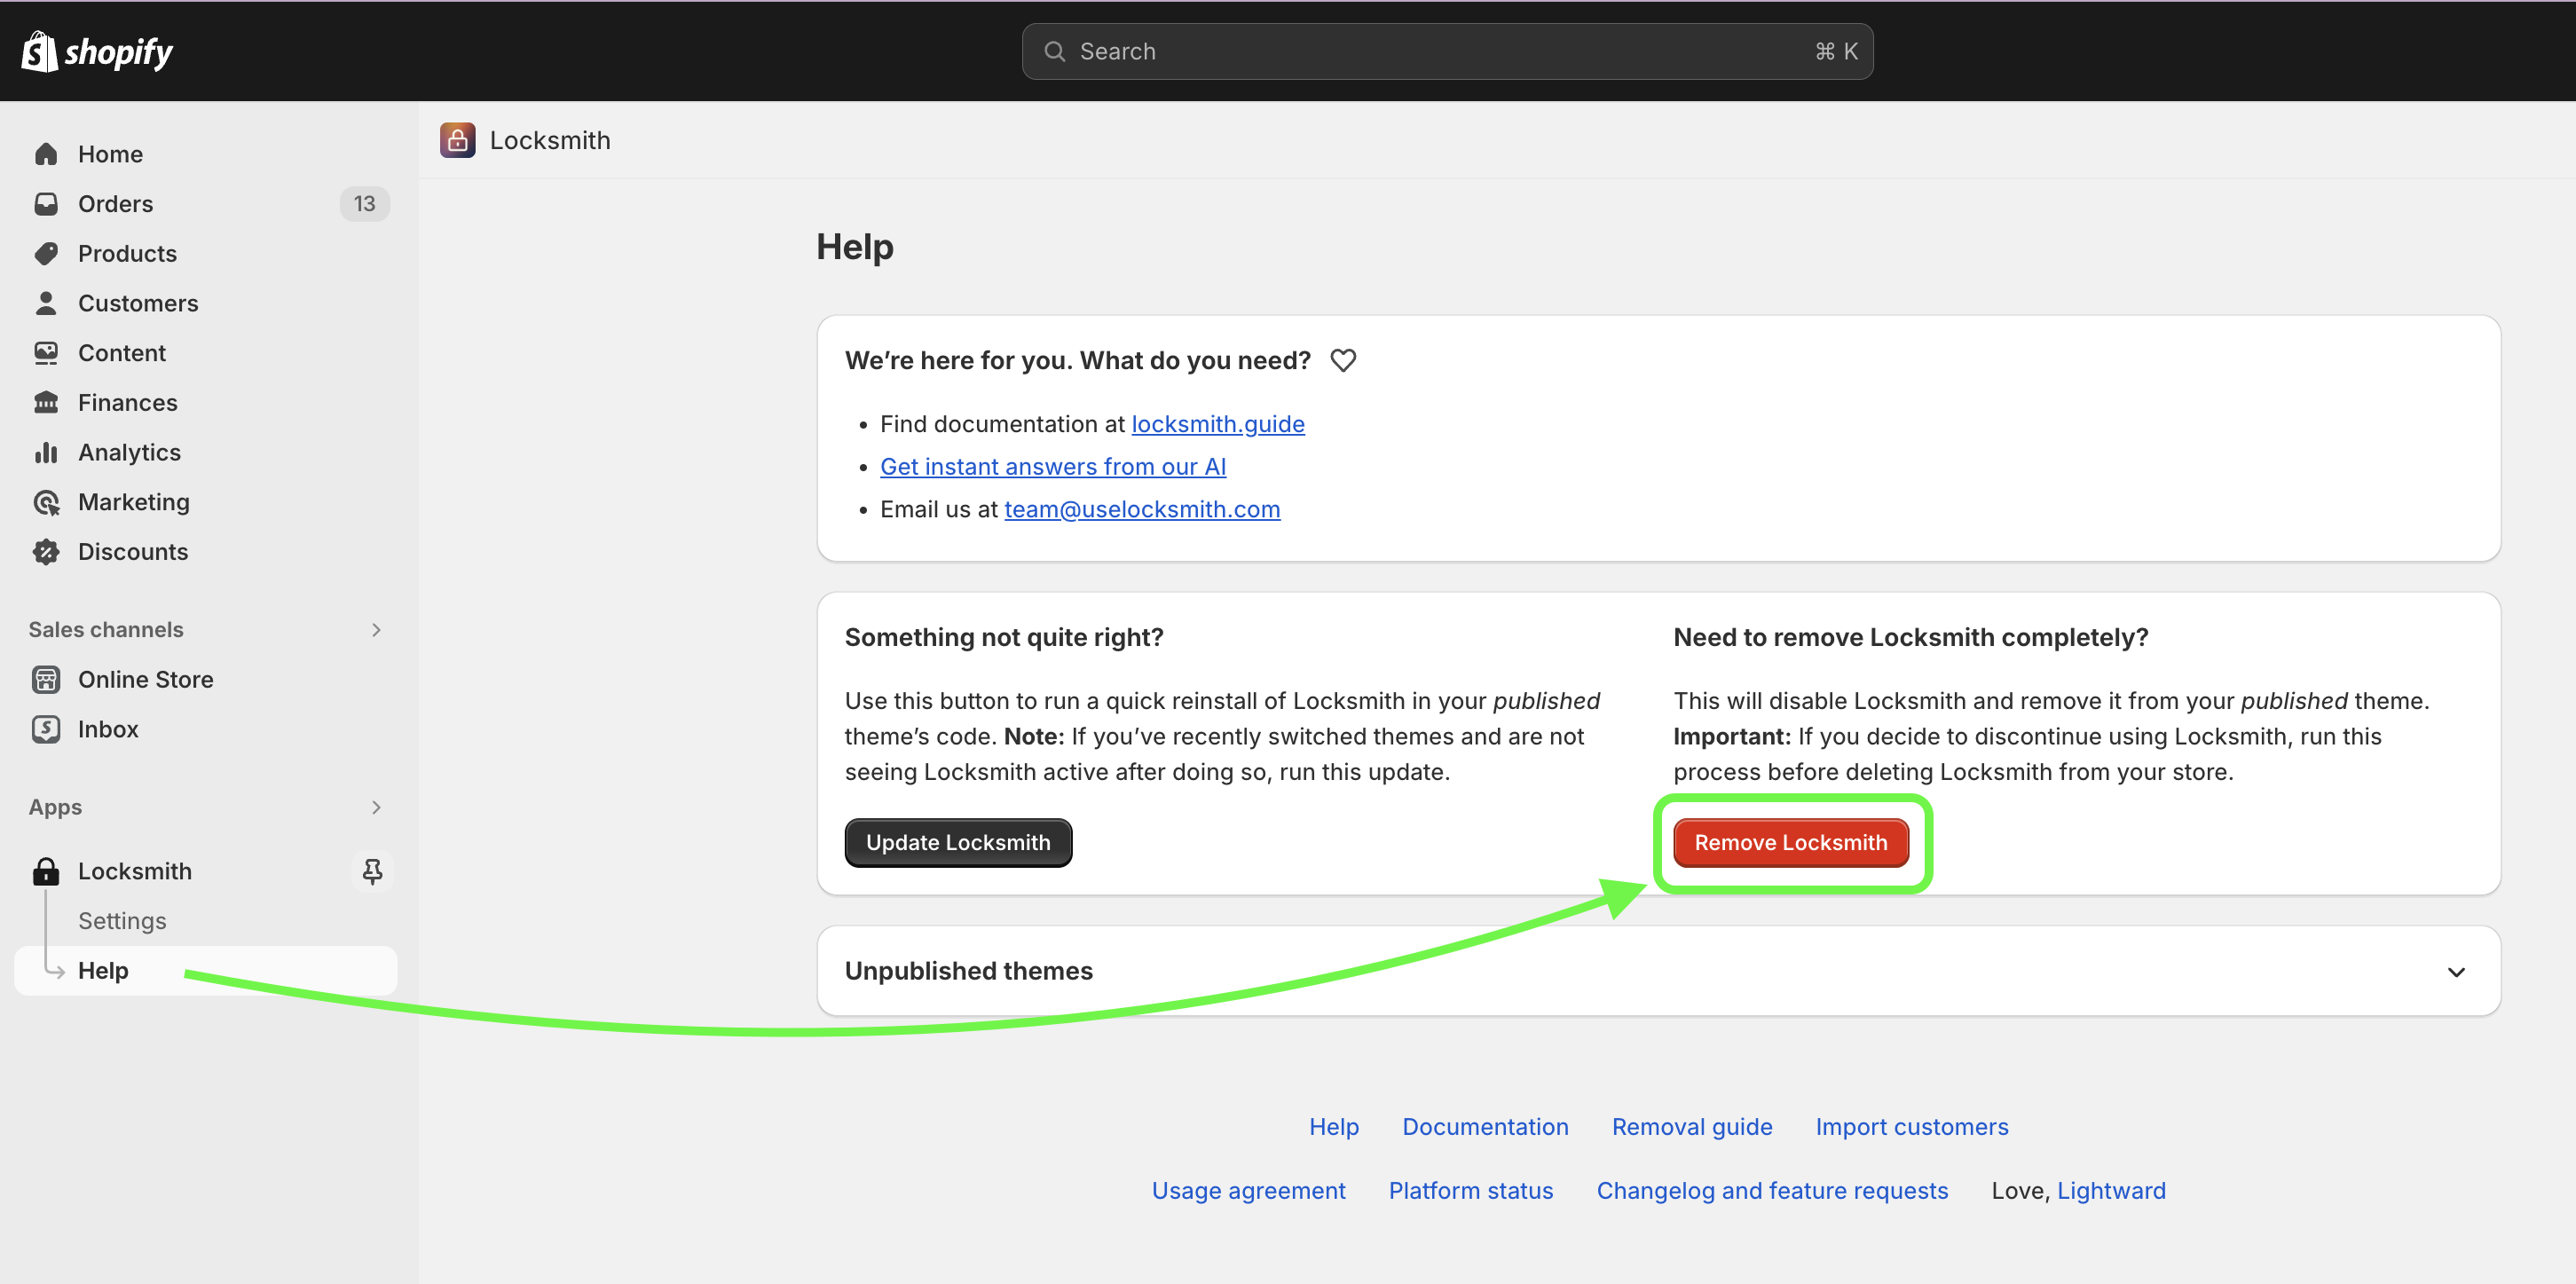 shopify
Search
⌘ K
Home
Orders
13
Products
Customers
Content
Finances
Analytics
Marketing
Discounts
Sales channels
Online Store
Inbox
Apps
Locksmith
Settings
Help
Locksmith
Help
We’re here for you. What do you need?
Find documentation at locksmith.guide
Get instant answers from our AI
Email us at team@uselocksmith.com
Something not quite right?
Use this button to run a quick reinstall of Locksmith in your published
theme’s code. Note: If you’ve recently switched themes and are not
seeing Locksmith active after doing so, run this update.
Update Locksmith
Need to remove Locksmith completely?
This will disable Locksmith and remove it from your published theme.
Important: If you decide to discontinue using Locksmith, run this
process before deleting Locksmith from your store.
Remove Locksmith
Unpublished themes
Help Documentation Removal guide Import customers
Usage agreement Platform status Changelog and feature requests Love, Lightward